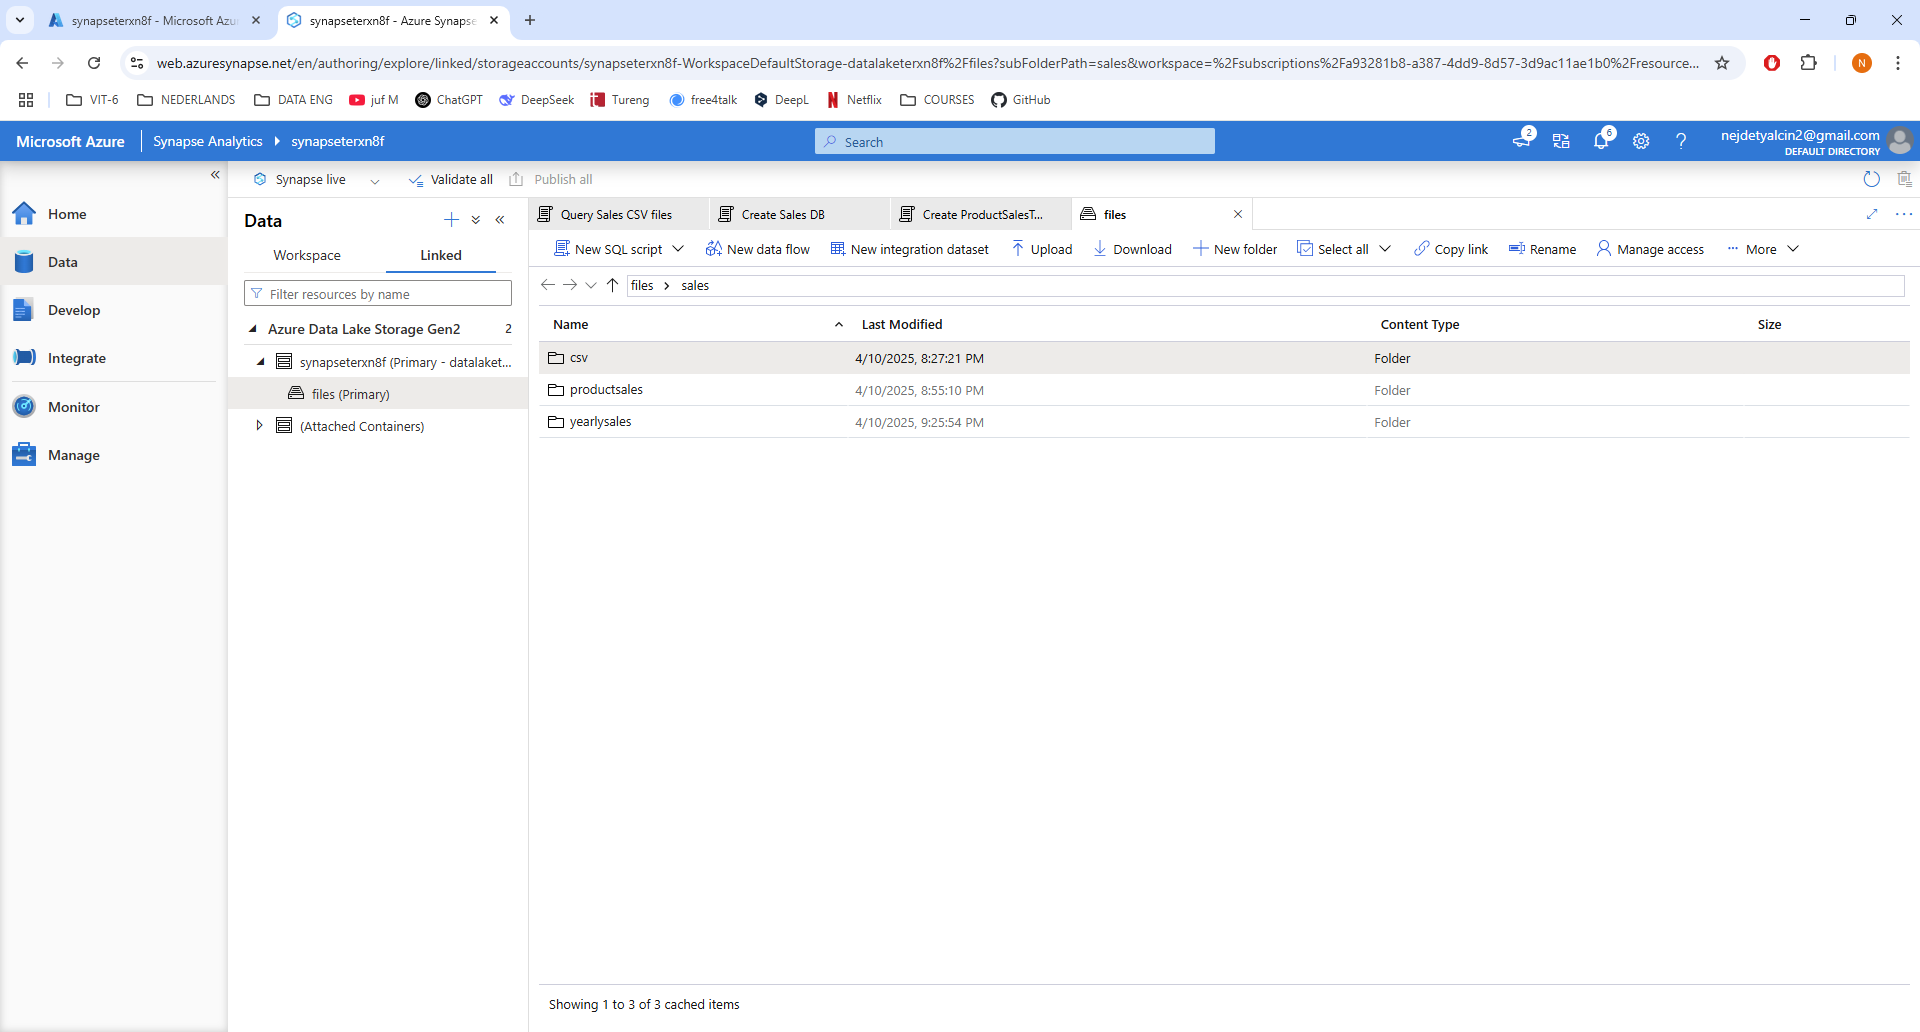 synapseterxn8f - Microsoft Azu
synapseterxn8f - Azure Synapse
web.azuresynapse.net/en/authoring/explore/linked/storageaccounts/synapseterxn8f-WorkspaceDefaultStorage-datalaketerxn8f%2Ffiles?subFolderPath=sales&workspace=%2Fsubscriptions%2Fa93281b8-a387-4dd9-8d57-3d9ac11ae1b0%2Fresource...
N
VIT-6
NEDERLANDS
DATA ENG
juf M
ChatGPT
DeepSeek
Tureng
free4talk
DeepL
Netflix
COURSES
GitHub
Microsoft Azure
Synapse Analytics
synapseterxn8f
Search
2
6
nejdetyalcin2@gmail.com
DEFAULT DIRECTORY
Home
Data
Develop
Integrate
Monitor
Manage
Synapse live
Validate all
Publish all
Data
Workspace
Linked
Filter resources by name
Azure Data Lake Storage Gen2 2
synapseterxn8f (Primary - datalaket...
files (Primary)
(Attached Containers)
Query Sales CSV files
Create Sales DB
Create ProductSalesT...
files
New SQL script
New data flow
New integration dataset
Upload
Download
New folder
Select all
Copy link
Rename
Manage access
More
files > sales
Name Last Modified Content Type Size
csv 4/10/2025, 8:27:21 PM Folder
productsales 4/10/2025, 8:55:10 PM Folder
yearlysales 4/10/2025, 9:25:54 PM Folder
Showing 1 to 3 of 3 cached items